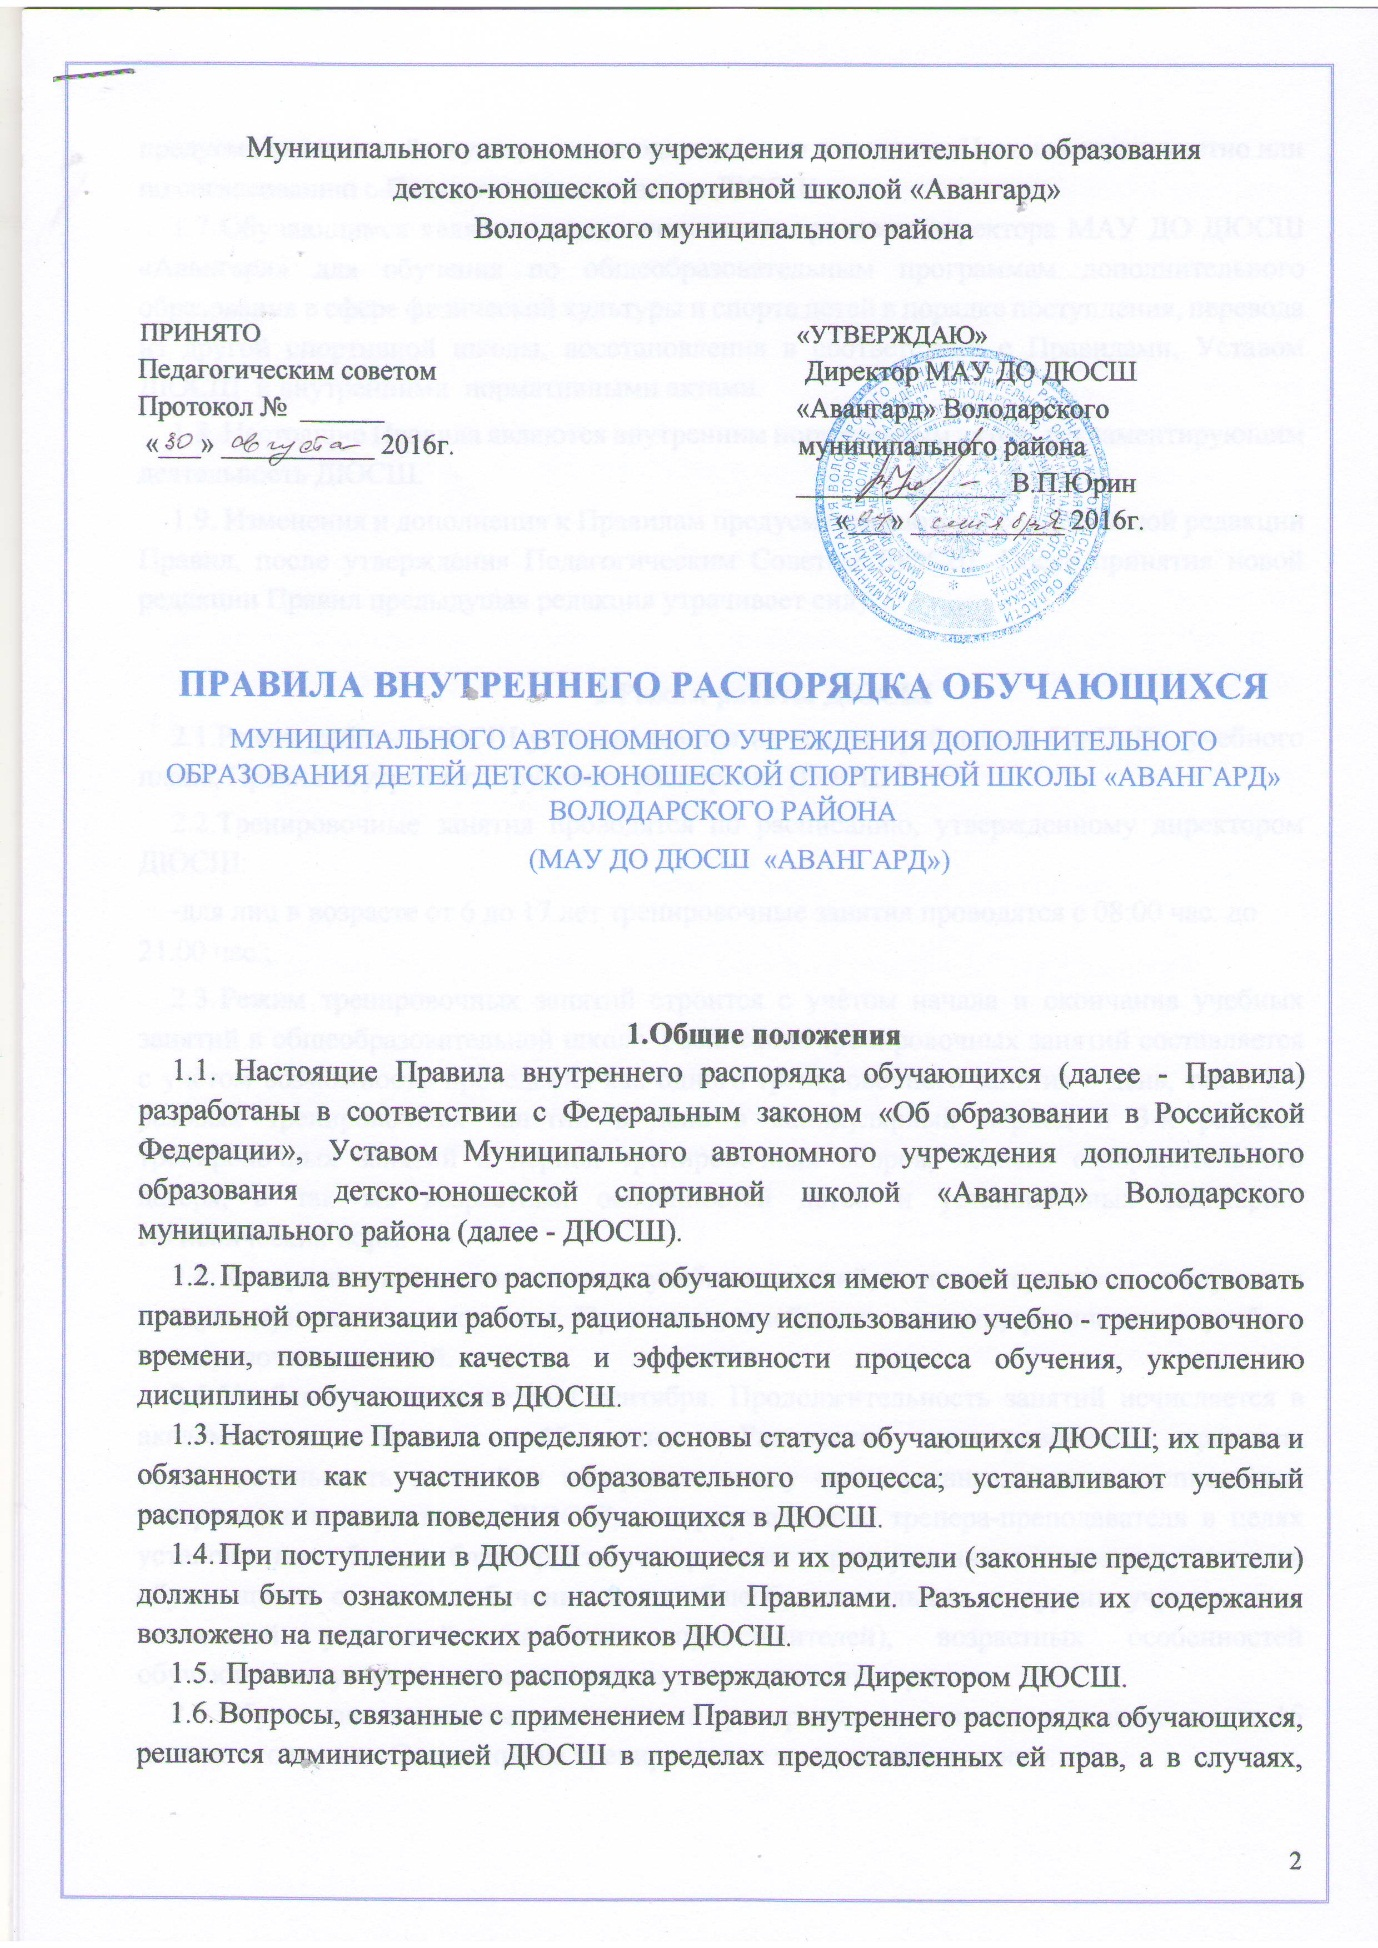 Муниципального автономного учреждения дополнительного образования
детско-юношеской спортивной школой «Авангард»
Володарского муниципального района
ПРИНЯТО
Педагогическим советом
Протокол № ______
«30» августа 2016г.
«УТВЕРЖДАЮ»
Директор МАУ ДО ДЮСШ
«Авангард» Володарского
муниципального района
В.П.Юрин
« » сентября 2016г.
ПРАВИЛА ВНУТРЕННЕГО РАСПОРЯДКА ОБУЧАЮЩИХСЯ
МУНИЦИПАЛЬНОГО АВТОНОМНОГО УЧРЕЖДЕНИЯ ДОПОЛНИТЕЛЬНОГО
ОБРАЗОВАНИЯ ДЕТЕЙ ДЕТСКО-ЮНОШЕСКОЙ СПОРТИВНОЙ ШКОЛЫ «АВАНГАРД»
ВОЛОДАРСКОГО РАЙОНА
(МАУ ДО ДЮСШ «АВАНГАРД»)
1.Общие положения
1.1. Настоящие Правила внутреннего распорядка обучающихся (далее - Правила)
разработаны в соответствии с Федеральным законом «Об образовании в Российской
Федерации», Уставом Муниципального автономного учреждения дополнительного
образования детско-юношеской спортивной школой «Авангард» Володарского
муниципального района (далее - ДЮСШ).
1.2. Правила внутреннего распорядка обучающихся имеют своей целью способствовать
правильной организации работы, рациональному использованию учебно - тренировочного
времени, повышению качества и эффективности процесса обучения, укреплению
дисциплины обучающихся в ДЮСШ.
1.3 Настоящие Правила определяют: основы статуса обучающихся ДЮСШ; их права и
обязанности как участников образовательного процесса; устанавливают учебный
распорядок и правила поведения обучающихся в ДЮСШ.
1.4. При поступлении в ДЮСШ обучающиеся и их родители (законные представители)
должны быть ознакомлены с настоящими Правилами. Разъяснение их содержания
возложено на педагогических работников ДЮСШ.
1.5. Правила внутреннего распорядка утверждаются Директором ДЮСШ.
1.6. Вопросы, связанные с применением Правил внутреннего распорядка обучающихся,
решаются администрацией ДЮСШ в пределах предоставленных ей прав, а в случаях,
2